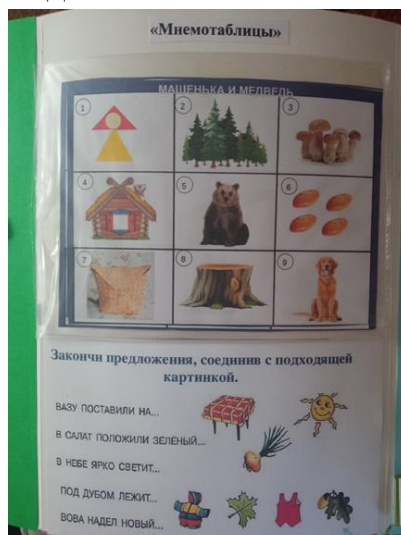 «Мнемотаблицы»
МАШЕНЬКА И МЕДВЕДЬ
1 2 3
4 5 6
7 8 9
Закончи предложения, соединив с подходящей
картинкой.
ВАЗУ ПОСТАВИЛИ НА...
В САЛАТ ПОЛОЖИЛИ ЗЕЛЁНЫЙ...
В НЕБЕ ЯРКО СВЕТИТ...
ПОД ДУБОМ ЛЕЖИТ...
ВОВА НАДЕЛ НОВЫЙ...